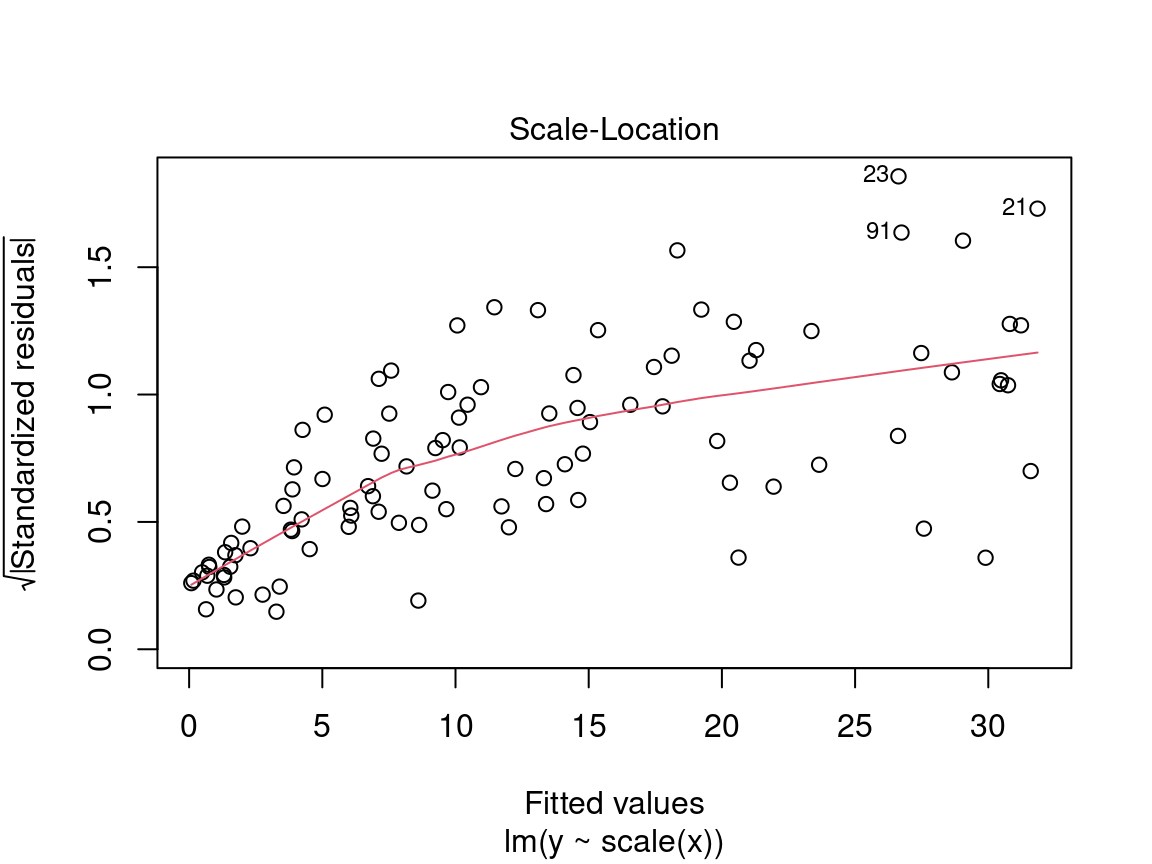 Scale-Location
√|Standardized residuals|
23
21
91
1.5
1.0
0.5
0.0
0 5 10 15 20 25 30
Fitted values
lm(y ~ scale(x))